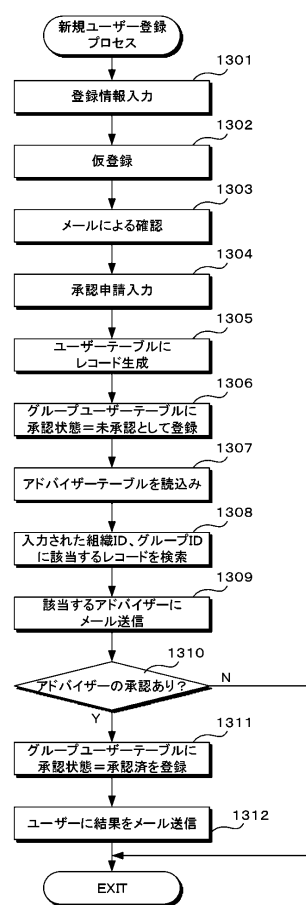 新規ユーザー登録
プロセス
1301
登録情報入力
1302
仮登録
1303
メールによる確認
1304
承認申請入力
1305
ユーザーテーブルに
レコード生成
1306
グループユーザーテーブルに
承認状態＝未承認として登録
1307
アドバイザーテーブルを読込み
1308
入力された組織ID、グループID
に該当するレコードを検索
1309
該当するアドバイザーに
メール送信
1310
アドバイザーの承認あり？
N
Y
1311
グループユーザーテーブルに
承認状態＝承認済を登録
1312
ユーザーに結果をメール送信
EXIT